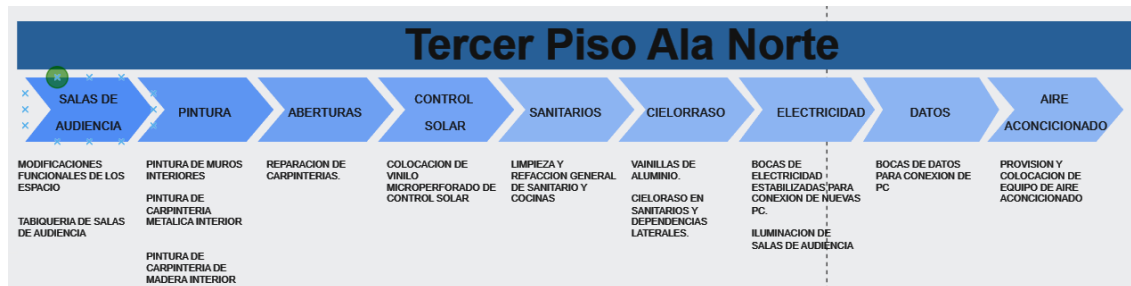 Tercer Piso Ala Norte
SALAS DE
AUDIENCIA
PINTURA
ABERTURAS
CONTROL
SOLAR
SANITARIOS
CIELORRASO
ELECTRICIDAD
DATOS
AIRE
ACONCICIONADO
MODIFICACIONES
FUNCIONALES DE LOS
ESPACIO
TABIQUERIA DE SALAS
DE AUDIENCIA
PINTURA DE MUROS
INTERIORES
PINTURA DE
CARPINTERIA
METALICA INTERIOR
PINTURA DE
CARPINTERIA DE
MADERA INTERIOR
REPARACION DE
CARPINTERIAS.
COLOCACION DE
VINILO
MICROPERFORADO DE
CONTROL SOLAR
LIMPIEZA Y
REFACCION GENERAL
DE SANITARIO Y
COCINAS
VAINILLAS DE
ALUMINIO.
CIELORASO EN
SANITARIOS Y
DEPENDENCIAS
LATERALES.
BOCAS DE
ELECTRICIDAD
ESTABILIZADAS PARA
CONEXION DE NUEVAS
PC.
ILUMINACION DE
SALAS DE AUDIENCIA
BOCAS DE DATOS
PARA CONEXION DE
PC
PROVISION Y
COLOCACION DE
EQUIPO DE AIRE
ACONCICIONADO